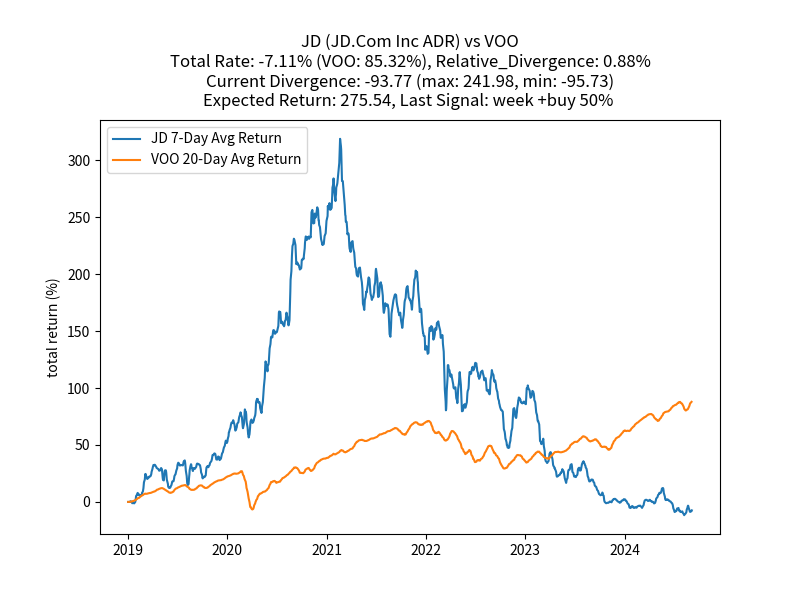 JD (JD.Com Inc ADR) vs VOO
Total Rate: -7.11% (VOO: 85.32%), Relative_Divergence: 0.88%
Current Divergence: -93.77 (max: 241.98, min: -95.73)
Expected Return: 275.54, Last Signal: week +buy 50%
JD 7-Day Avg Return
VOO 20-Day Avg Return
total return (%)
300
250
200
150
100
50
0
2019
2020
2021
2022
2023
2024